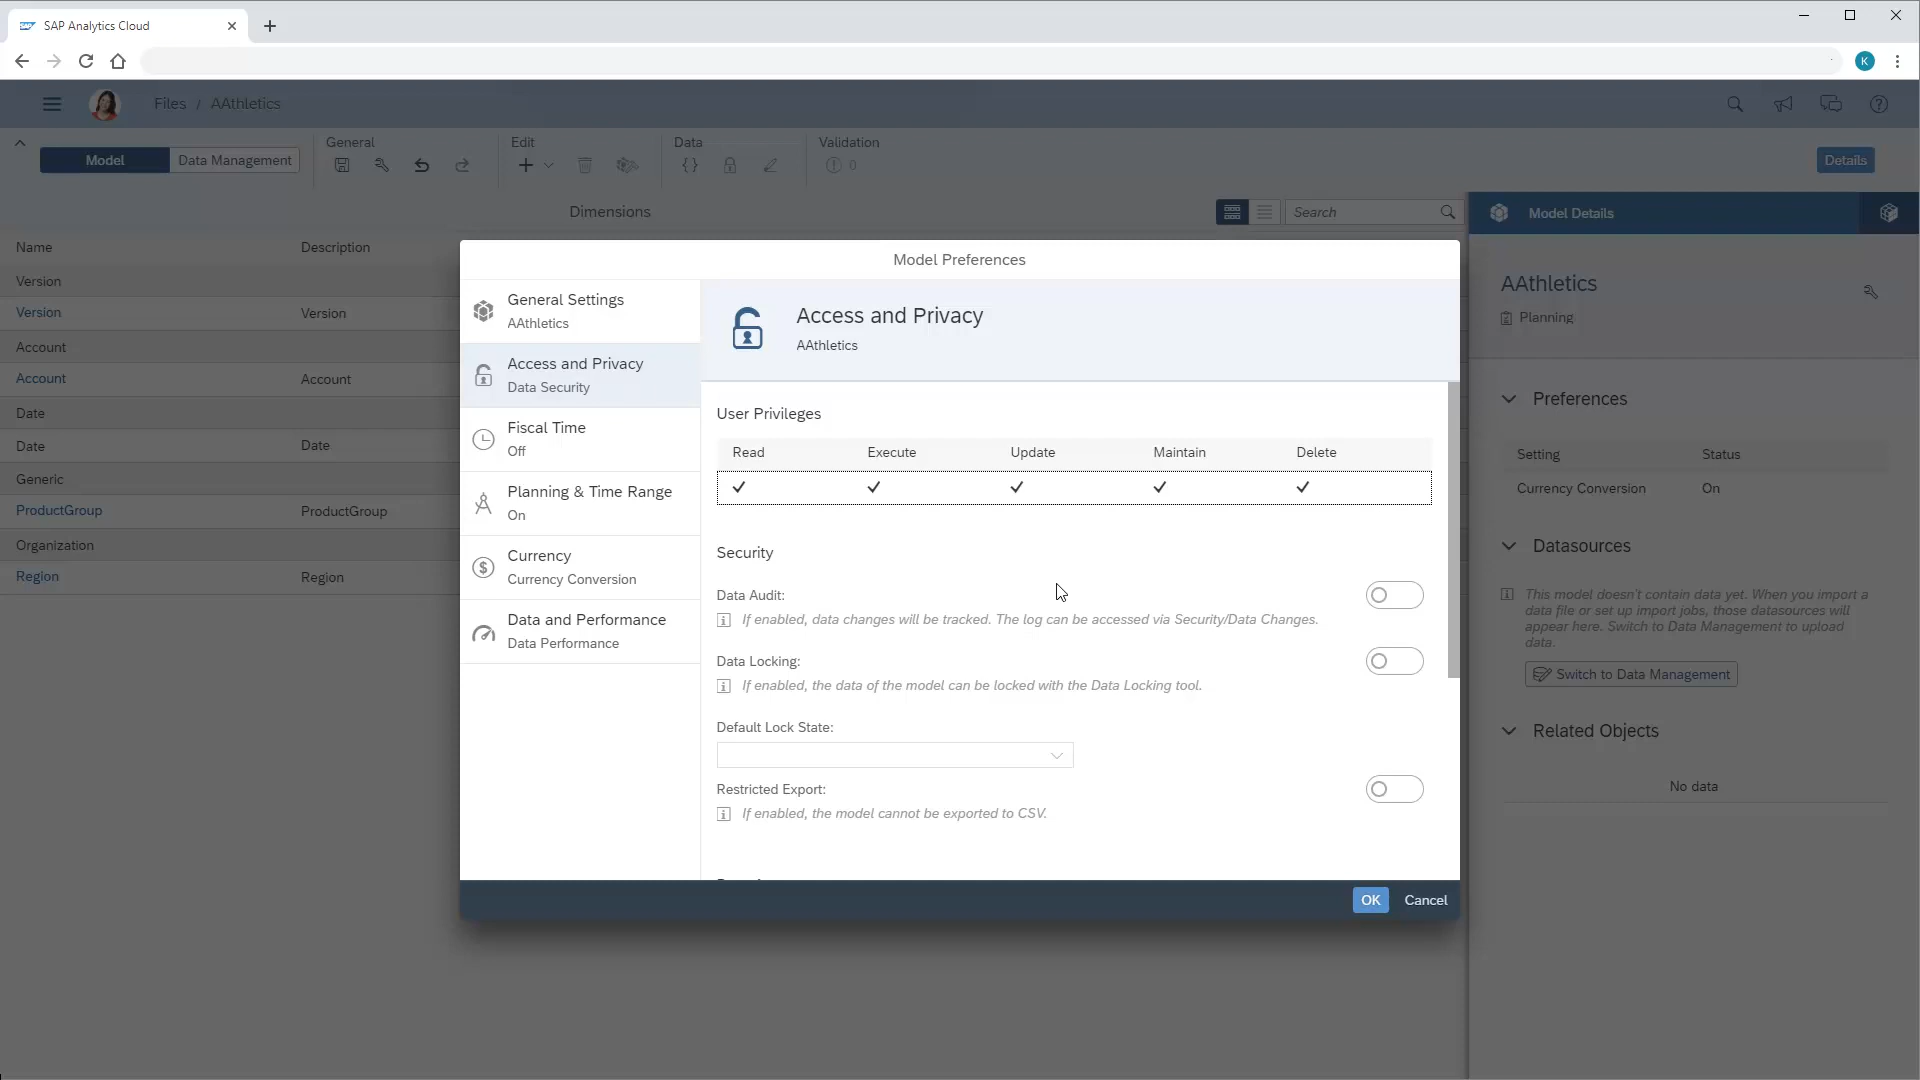 SAP Analytics Cloud
K
Files / AAthletics
Model
Data Management
General
Edit
Data
Validation
0
Details
Dimensions
Search
Name
Description
Version
Version
Version
Account
Account
Account
Date
Date
Date
Generic
ProductGroup
ProductGroup
Organization
Region
Region
Model Preferences
General Settings
AAthletics
Access and Privacy
Data Security
Fiscal Time
Off
Planning & Time Range
On
Currency
Currency Conversion
Data and Performance
Data Performance
Access and Privacy
AAthletics
User Privileges
Read
Execute
Update
Maintain
Delete
Security
Data Audit:
If enabled, data changes will be tracked. The log can be accessed via Security/Data Changes.
Data Locking:
If enabled, the data of the model can be locked with the Data Locking tool.
Default Lock State:
Restricted Export:
If enabled, the model cannot be exported to CSV.
OK
Cancel
Model Details
AAthletics
Planning
Preferences
Setting
Status
Currency Conversion
On
Datasources
This model doesn't contain data yet. When you import a
data file or set up import jobs, those datasources will
appear here. Switch to Data Management to upload
data.
Switch to Data Management
Related Objects
No data